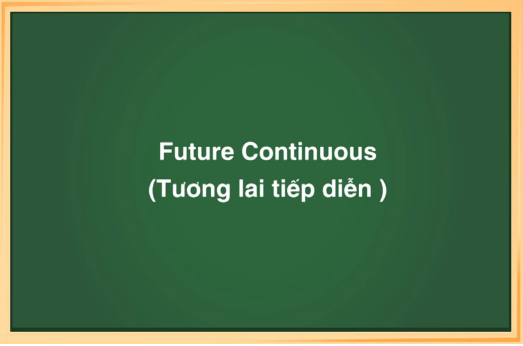 Future Continuous
(Tương lai tiếp diễn )